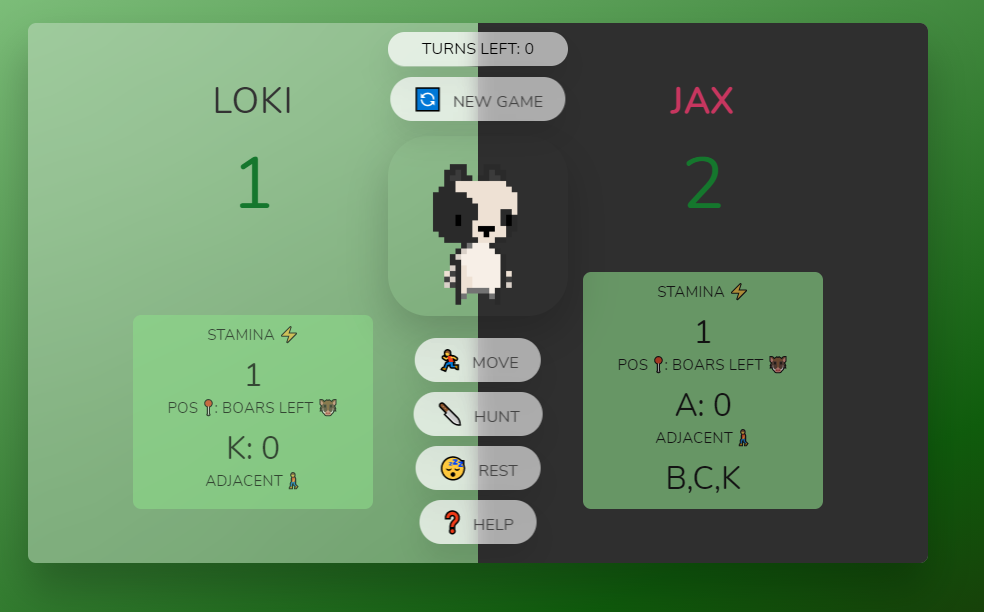 TURNS LEFT: 0
NEW GAME
LOKI
1
STAMINA
1
POS : BOARS LEFT
K: 0
ADJACENT
MOVE
HUNT
REST
HELP
JAX
2
STAMINA
1
POS : BOARS LEFT
A: 0
ADJACENT
B,C,K